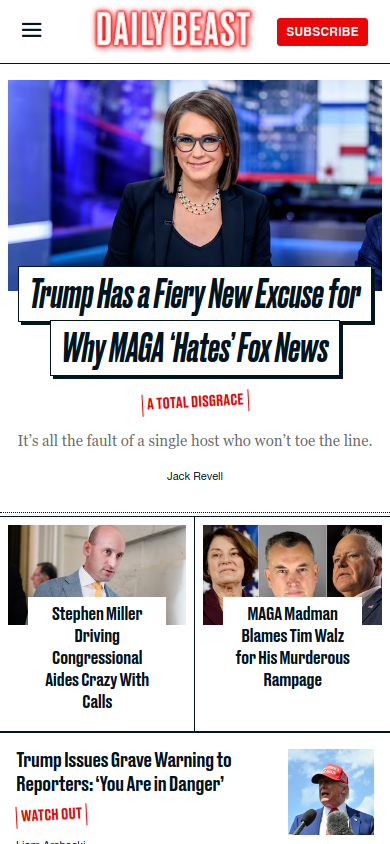 DAILY BEAST
SUBSCRIBE
Trump Has a Fiery New Excuse for
Why MAGA ‘Hates’ Fox News
A TOTAL DISGRACE
It’s all the fault of a single host who won’t toe the line.
Jack Revell
Stephen Miller
Driving
Congressional
Aides Crazy With
Calls
MAGA Madman
Blames Tim Walz
for His Murderous
Rampage
Trump Issues Grave Warning to
Reporters: ‘You Are in Danger’
WATCH OUT